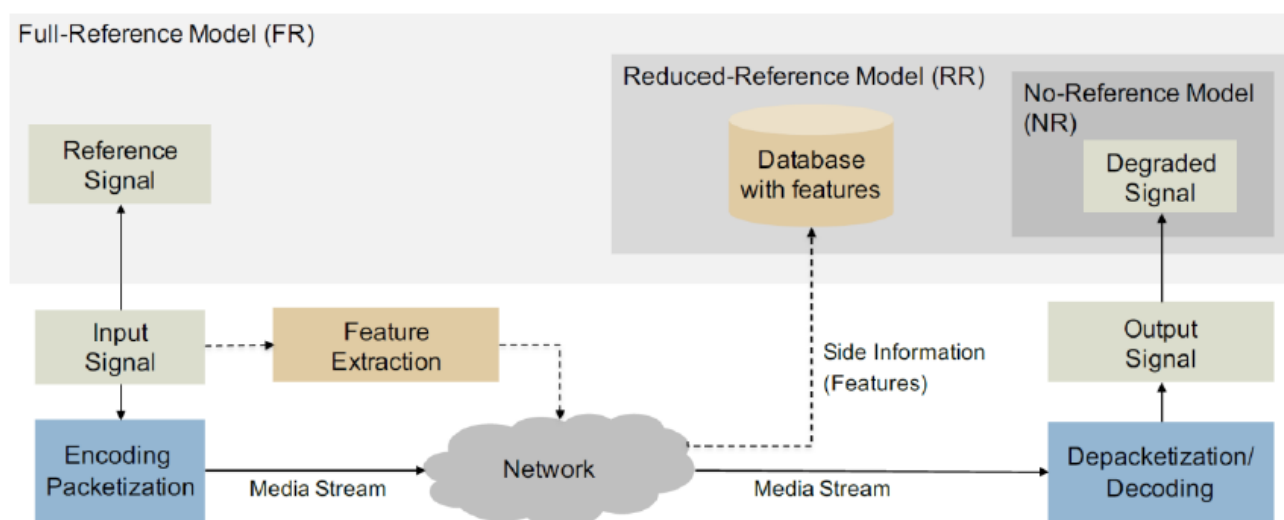 Full-Reference Model (FR)
Reduced-Reference Model (RR)
No-Reference Model
(NR)
Reference
Signal
Database
with features
Degraded
Signal
Input
Signal
Feature
Extraction
Side Information
(Features)
Output
Signal
Encoding
Packetization
Media Stream
Network
Media Stream
Depacketization/
Decoding